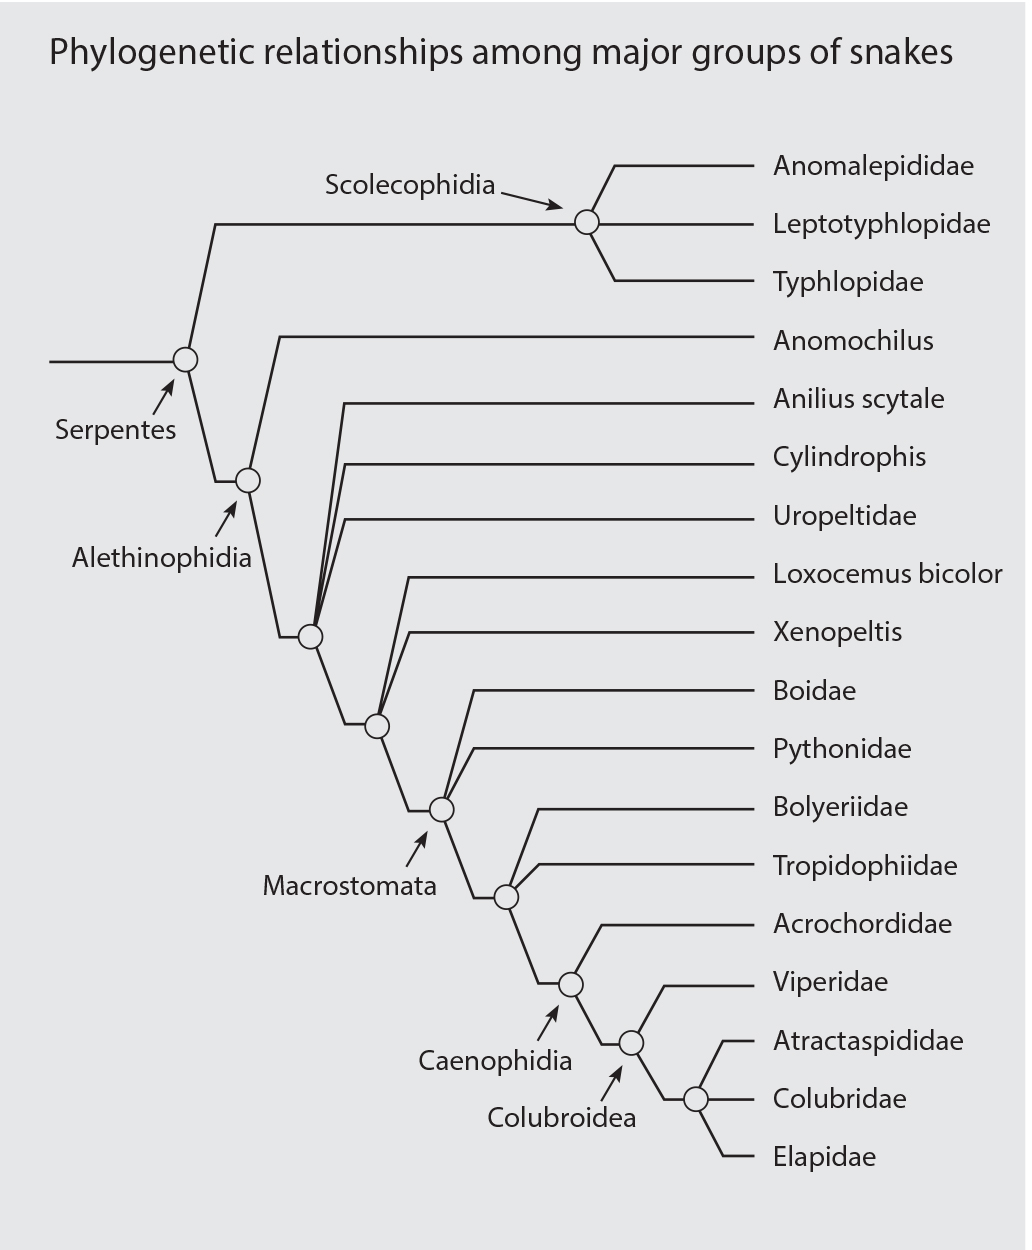 Phylogenetic relationships among major groups of snakes
Anomalepididae
Scolecophidia
Leptotyphlopidae
Typhlopidae
Anomochilus
Anilius scytale
Serpentes
Cylindrophis
Uropeltidae
Alethinophidia
Loxocemus bicolor
Xenopeltis
Boidae
Pythonidae
Bolyeriidae
Tropidophiidae
Macrostomata
Acrochordidae
Viperidae
Atractaspididae
Caenophidia
Colubridae
Colubroidea
Elapidae